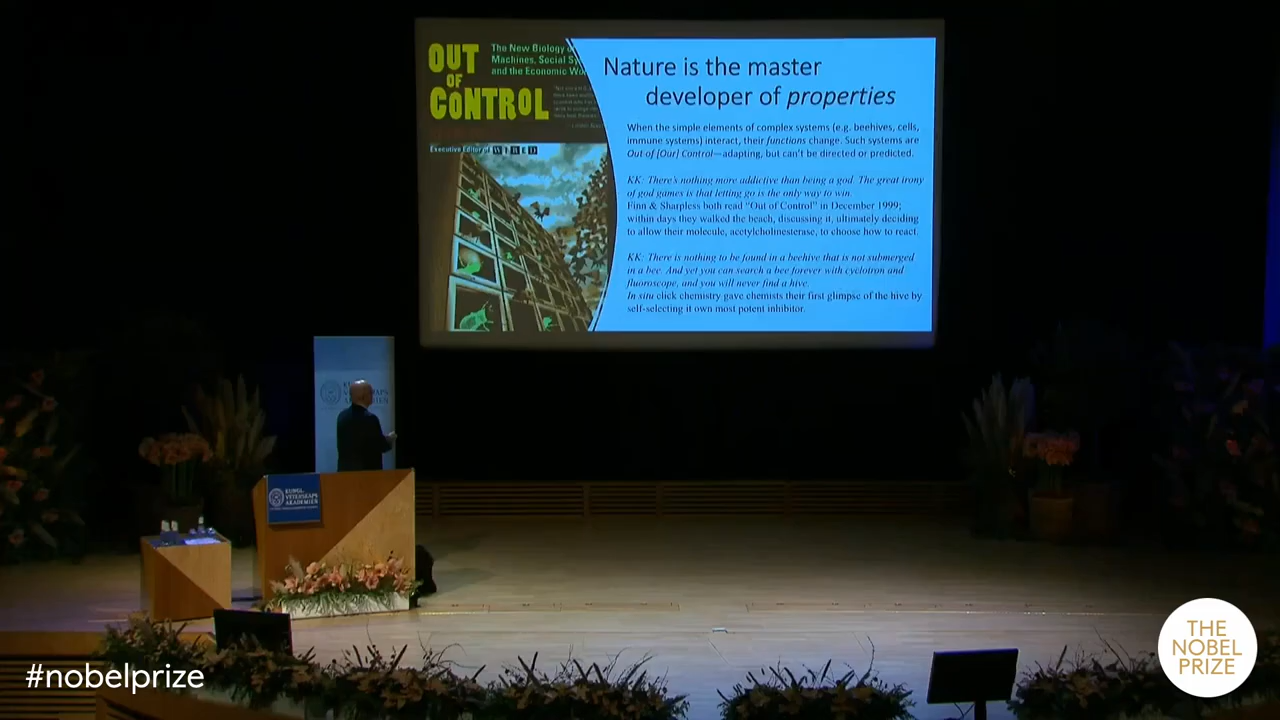 OUT
OF
CONTROL
The New Biology o
Machines, Social Sy
and the Economic Wo
Executive Editor of WIRED
Nature is the master
developer of properties
When the simple elements of complex systems (e.g. beehives, cells,
immune systems) interact, their functions change. Such systems are
Out of [Our] Control—adapting, but can't be directed or predicted.
KK: There's nothing more addictive than being a god. The great irony
of god games is that letting go is the only way to win.
Finn & Sharpless both read "Out of Control" in December 1999;
within days they walked the beach, discussing it, ultimately deciding
to allow their molecule, acetylcholinesterase, to choose how to react.
KK: There is nothing to be found in a beehive that is not submerged
in a bee. And yet you can search a bee forever with cyclotron and
fluoroscope, and you will never find a hive.
In situ click chemistry gave chemists their first glimpse of the hive by
self-selecting it own most potent inhibitor.
KUNGL.
VETENSKAPS
AKADEMIEN
#nobelprize
THE
NOBEL
PRIZE